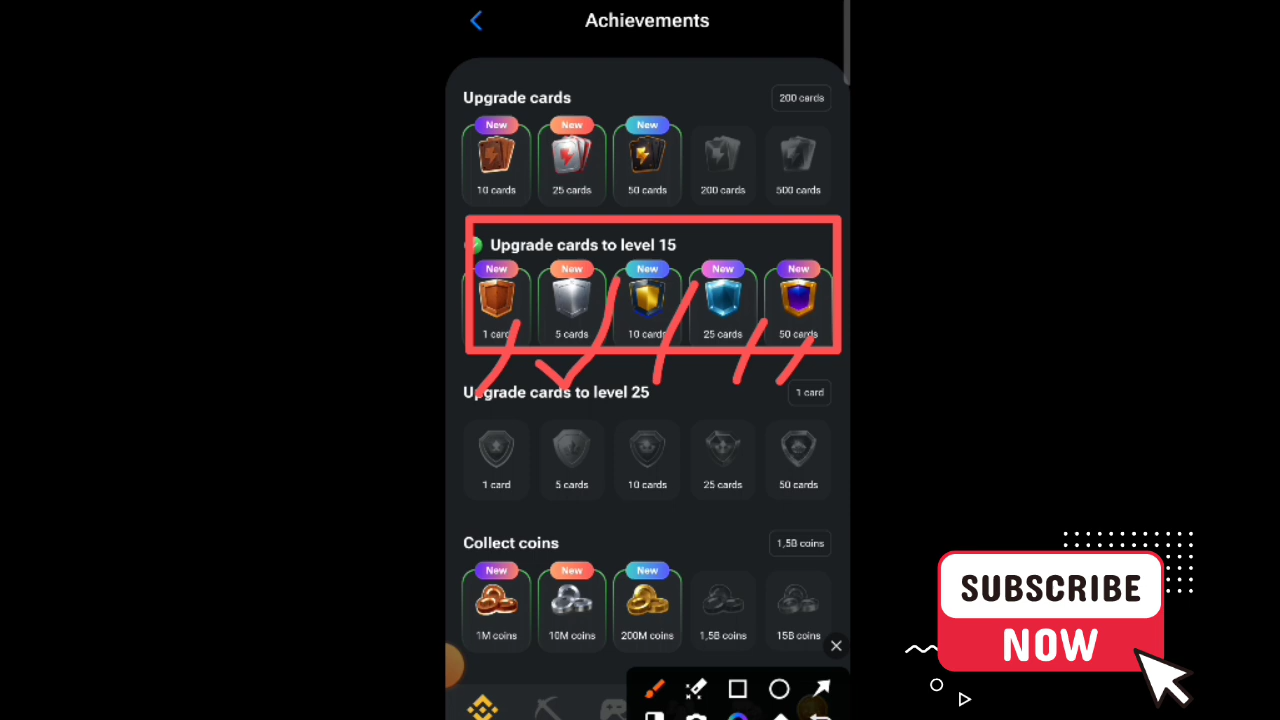 Achievements
Upgrade cards
200 cards
New
New
New
10 cards
25 cards
50 cards
200 cards
500 cards
Upgrade cards to level 15
New
New
New
New
New
1 card
5 cards
10 cards
25 cards
50 cards
Upgrade cards to level 25
1 card
1 card
5 cards
10 cards
25 cards
50 cards
Collect coins
1,5B coins
New
New
New
1M coins
10M coins
200M coins
1,5B coins
15B coins
SUBSCRIBE
NOW